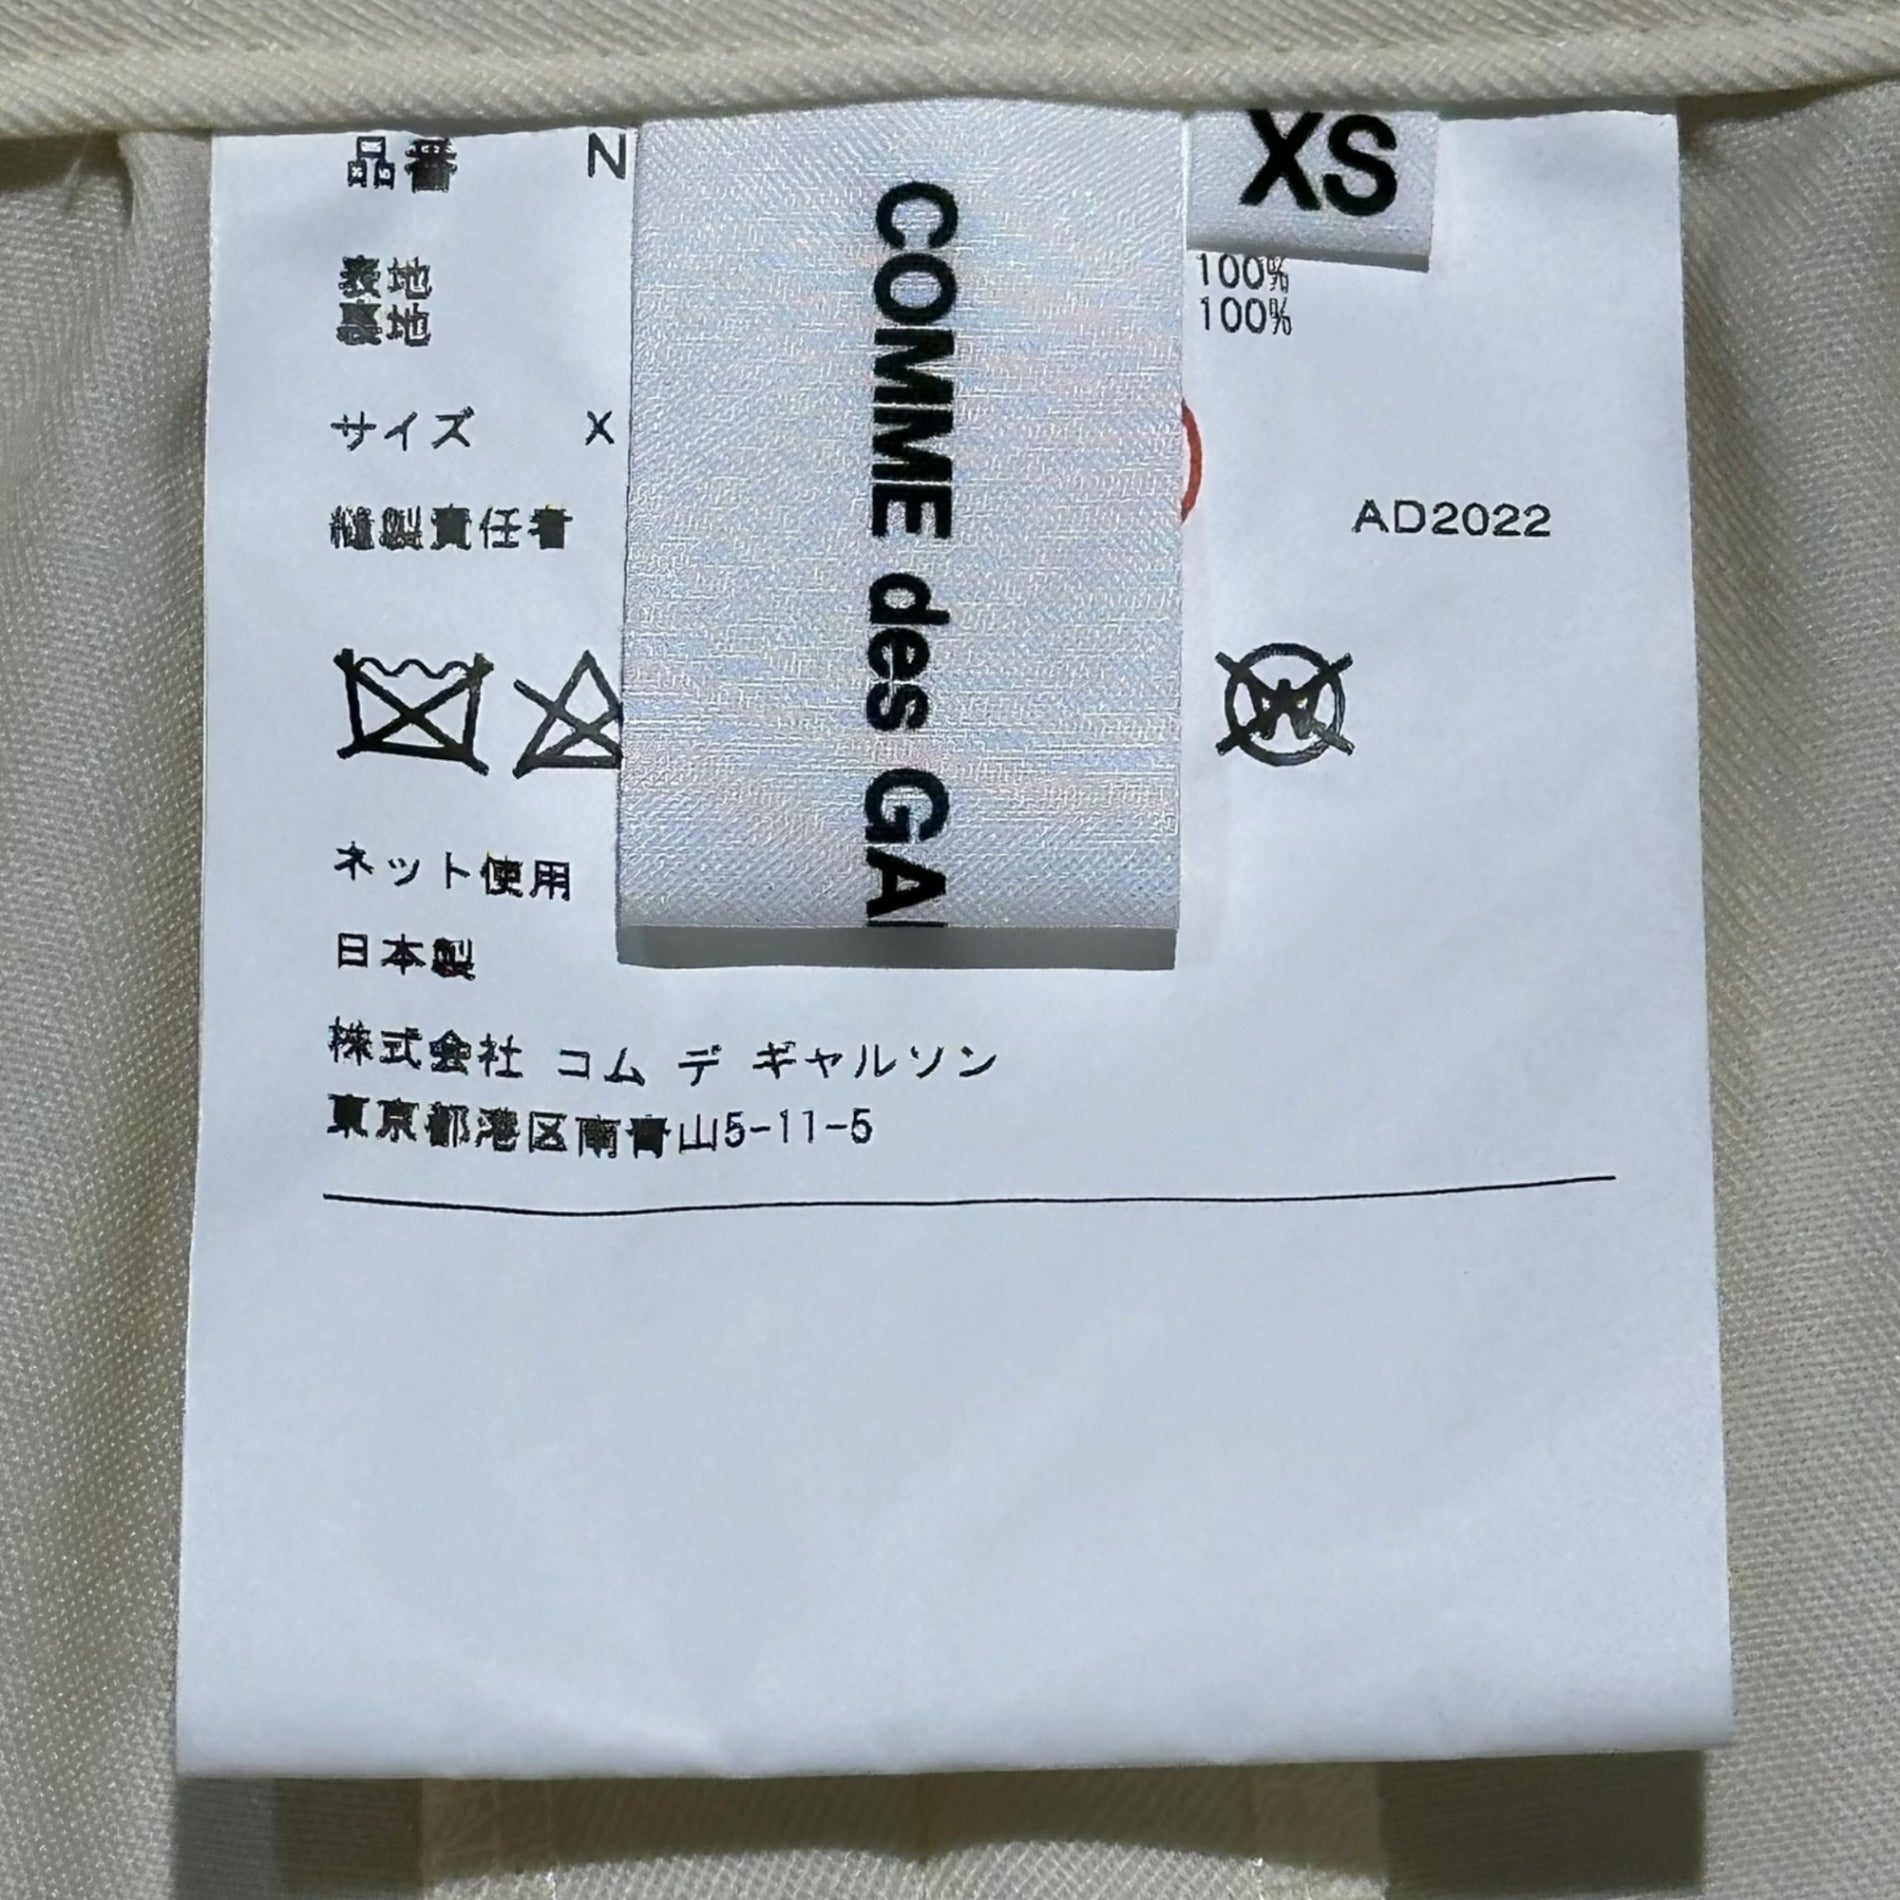 品番 N
XS
表地 100%
裏地 100%
サイズ X
縫製責任者 AD2022
COMME des GA
ネット使用
日本製
株式会社 コム デ ギャルソン
東京都港区南青山5-11-5